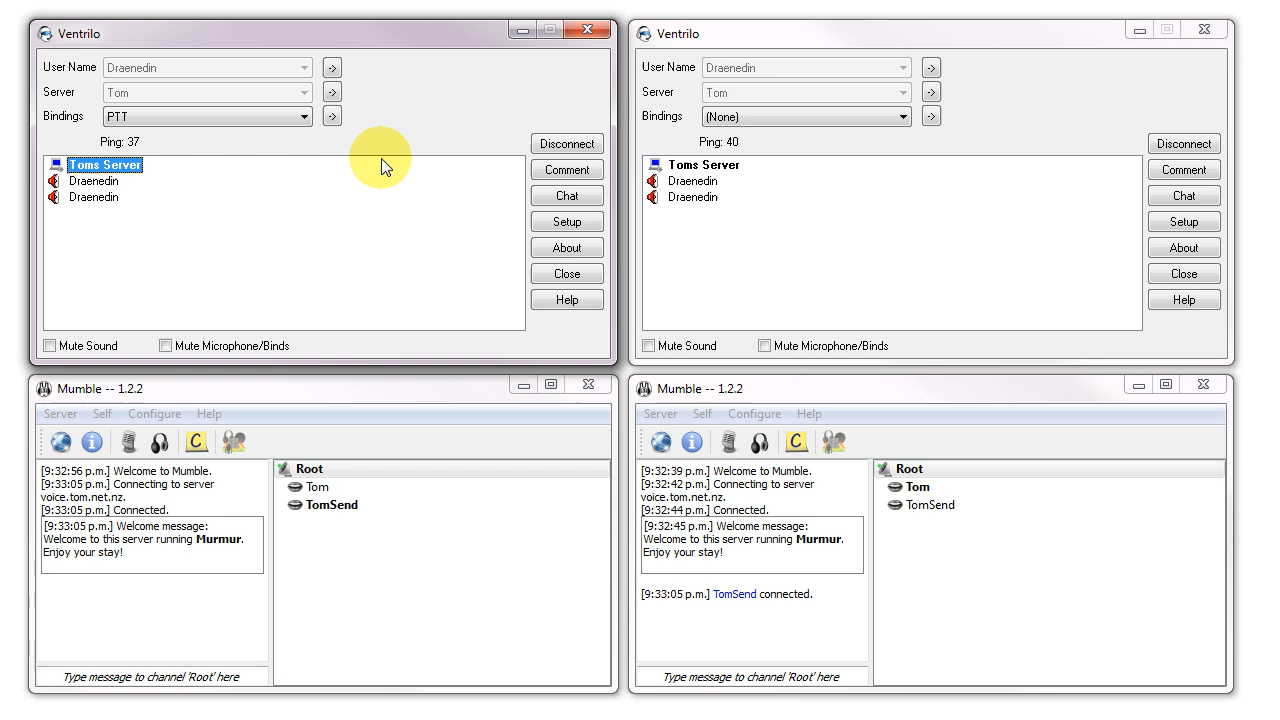 Ventrilo
User Name Draenedin ->
Server Tom ->
Bindings PTT ->
Ping: 37
Disconnect
Toms Server
Comment
Draenedin
Draenedin
Chat
Setup
About
Close
Help
Mute Sound Mute Microphone/Binds
Ventrilo
User Name Draenedin ->
Server Tom ->
Bindings (None) ->
Ping: 40
Disconnect
Toms Server
Comment
Draenedin
Draenedin
Chat
Setup
About
Close
Help
Mute Sound Mute Microphone/Binds
Mumble -- 1.2.2
Server Self Configure Help
C
[9:32:56 p.m.] Welcome to Mumble.
[9:33:05 p.m.] Connecting to server
voice.tom.net.nz.
[9:33:05 p.m.] Connected.
[9:33:05 p.m.] Welcome message:
Welcome to this server running Murmur.
Enjoy your stay!
Type message to channel 'Root' here
Root
Tom
TomSend
Mumble -- 1.2.2
Server Self Configure Help
C
[9:32:39 p.m.] Welcome to Mumble.
[9:32:42 p.m.] Connecting to server
voice.tom.net.nz.
[9:32:44 p.m.] Connected.
[9:32:45 p.m.] Welcome message:
Welcome to this server running Murmur.
Enjoy your stay!
[9:33:05 p.m.] TomSend connected.
Type message to channel 'Root' here
Root
Tom
TomSend